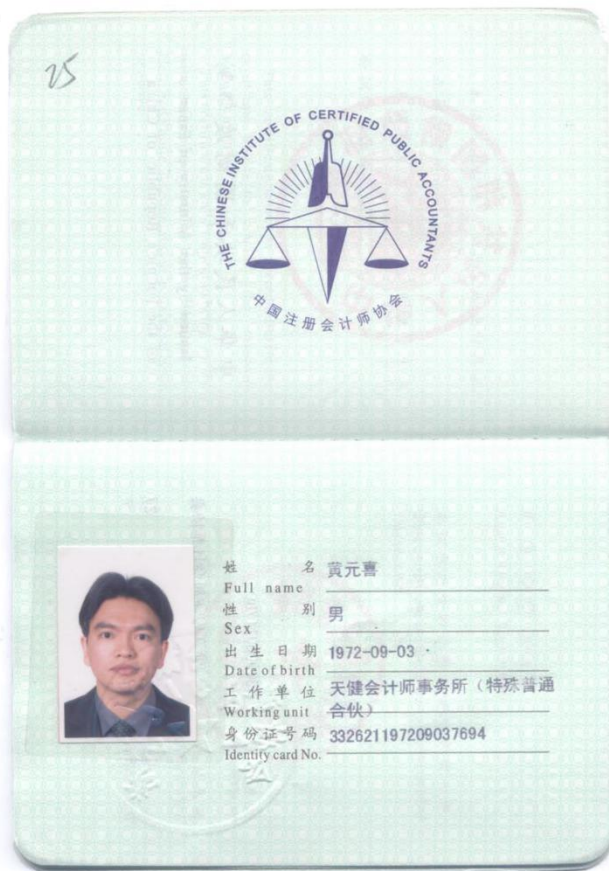 25
THE CHINESE INSTITUTE OF CERTIFIED PUBLIC ACCOUNTANTS
中国注册会计师协会
姓 名 黄元喜
Full name
性 别 男
Sex
出生日期 1972-09-03
Date of birth
工作单位 天健会计师事务所（特殊普通
Working unit 合伙）
身份证号码 332621197209037694
Identity card No.